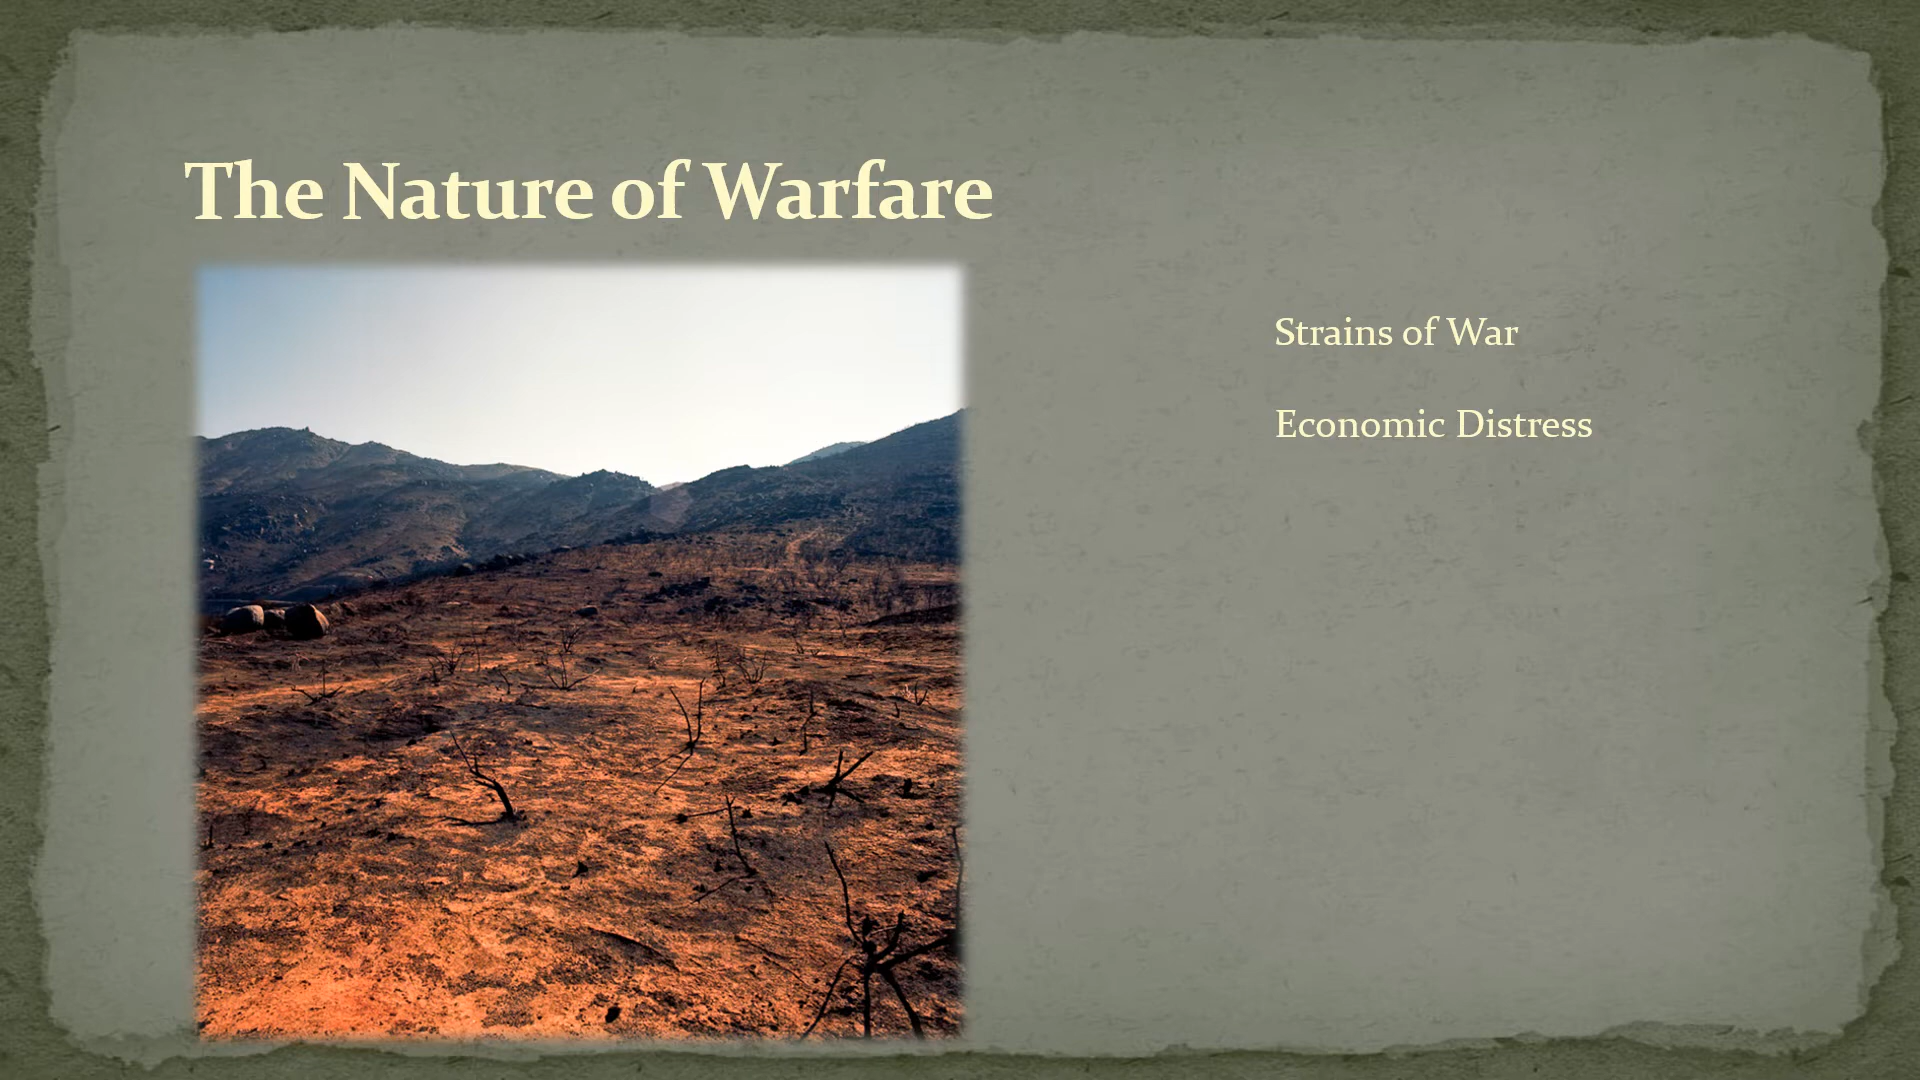 The Nature of Warfare
Strains of War
Economic Distress